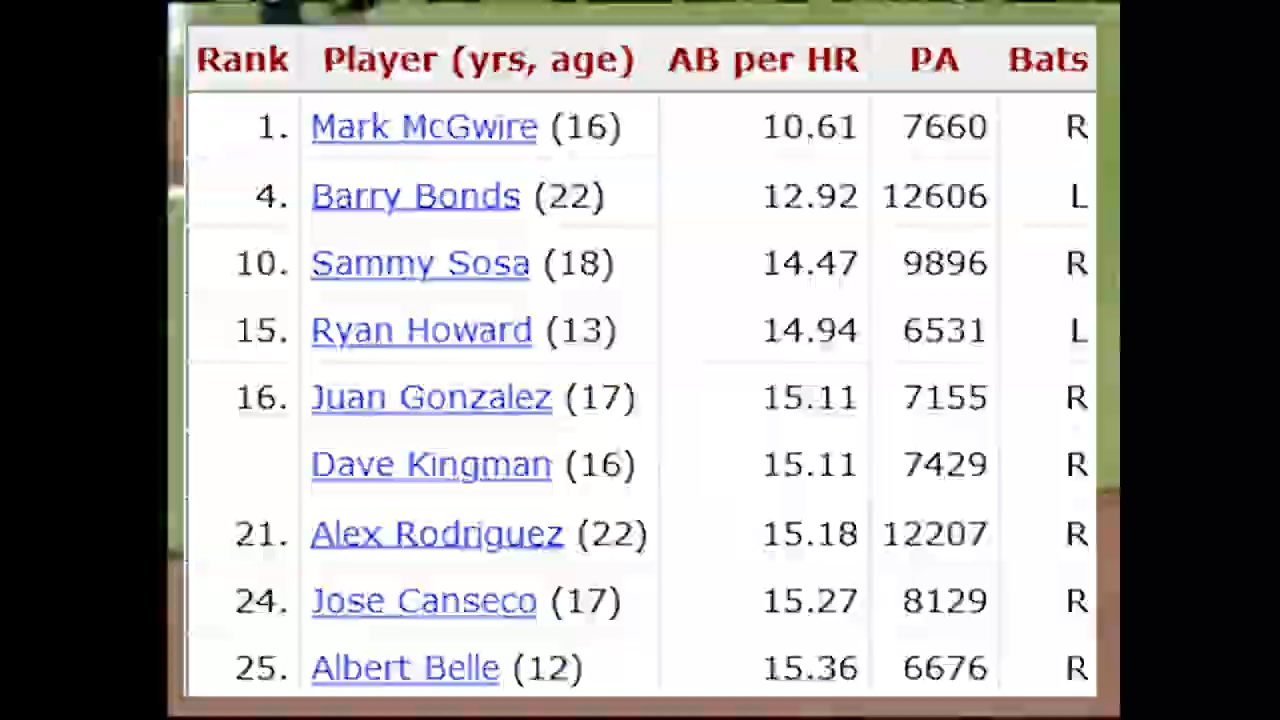 Rank Player (yrs, age) AB per HR PA Bats
1. Mark McGwire (16) 10.61 7660 R
4. Barry Bonds (22) 12.92 12606 L
10. Sammy Sosa (18) 14.47 9896 R
15. Ryan Howard (13) 14.94 6531 L
16. Juan Gonzalez (17) 15.11 7155 R
Dave Kingman (16) 15.11 7429 R
21. Alex Rodriguez (22) 15.18 12207 R
24. Jose Canseco (17) 15.27 8129 R
25. Albert Belle (12) 15.36 6676 R